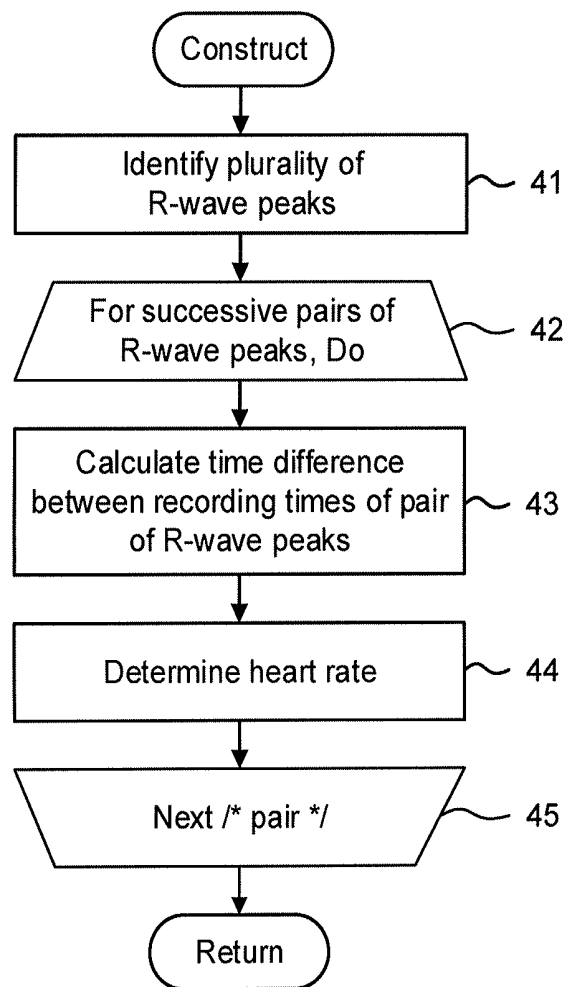 Construct
Identify plurality of
R-wave peaks
41
For successive pairs of
R-wave peaks, Do
42
Calculate time difference
between recording times of pair
of R-wave peaks
43
Determine heart rate
44
Next /* pair */
45
Return